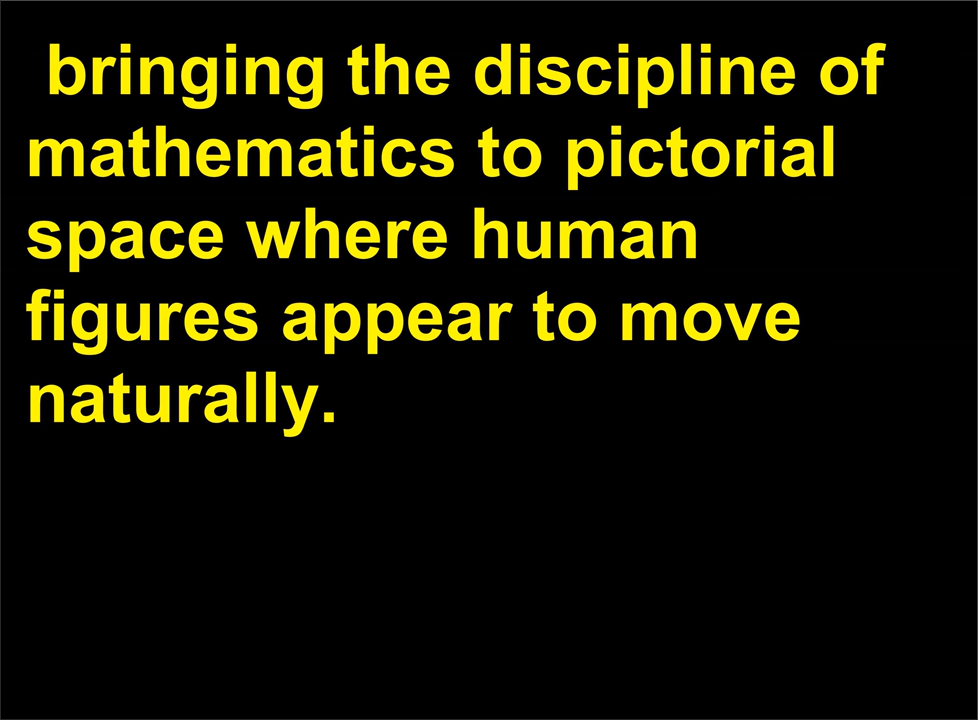 bringing the discipline of
mathematics to pictorial
space where human
figures appear to move
naturally.